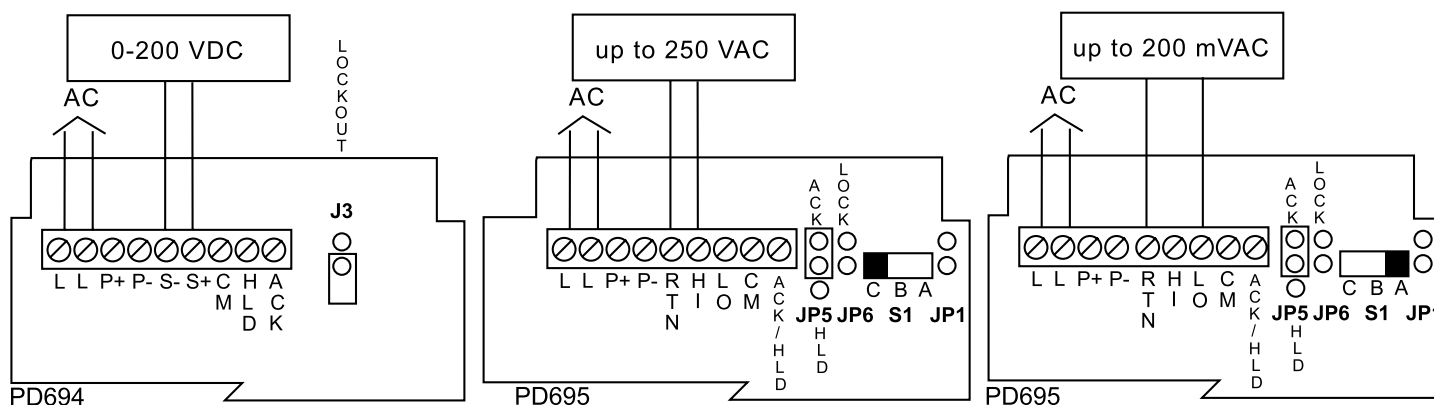 0-200 VDC
AC
LOCKOUT
J3
L L P+ P- S- S+ CM HLD ACK
PD694
up to 250 VAC
AC
ACK
LOCK
L L P+ P- RTN HI LO CM ACK/HLD
C B A
JP5 JP6 S1 JP1
HLD
PD695
up to 200 mVAC
AC
ACK
LOCK
L L P+ P- RTN HI LO CM ACK/HLD
C B A
JP5 JP6 S1 JP1
HLD
PD695